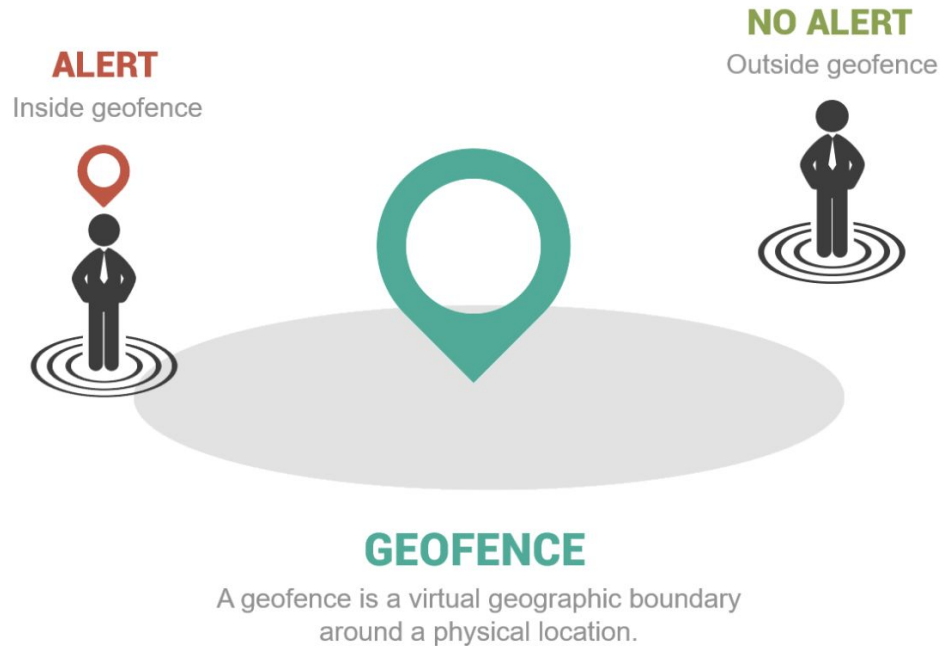 ALERT
Inside geofence
NO ALERT
Outside geofence
GEOFENCE
A geofence is a virtual geographic boundary
around a physical location.